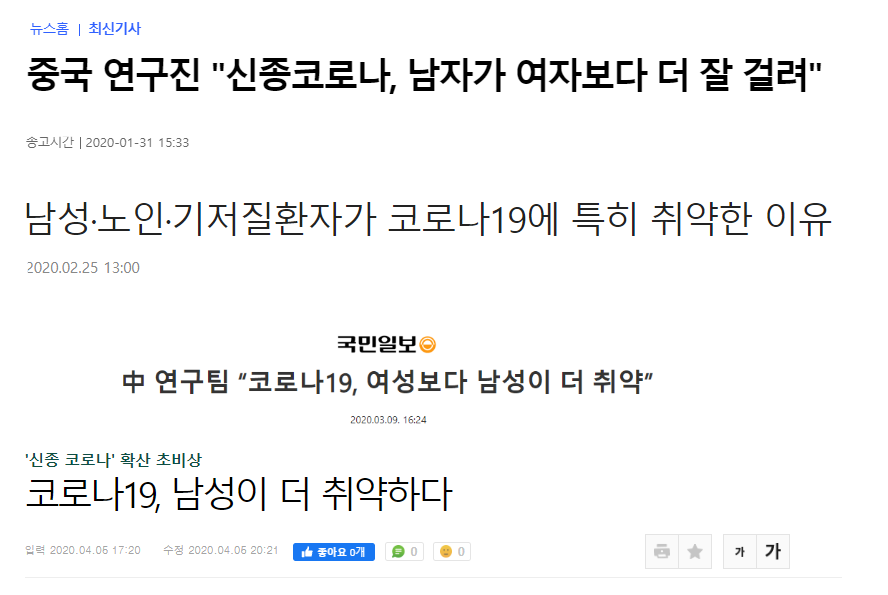 뉴스홈 | 최신기사
중국 연구진 "신종코로나, 남자가 여자보다 더 잘 걸려"
송고시간 | 2020-01-31 15:33
남성·노인·기저질환자가 코로나19에 특히 취약한 이유
2020.02.25 13:00
국민일보
中 연구팀 “코로나19, 여성보다 남성이 더 취약”
2020.03.09. 16:24
'신종 코로나' 확산 초비상
코로나19, 남성이 더 취약하다
입력 2020.04.06 17:20 수정 2020.04.06 20:21 좋아요 0개 0 0 가 가